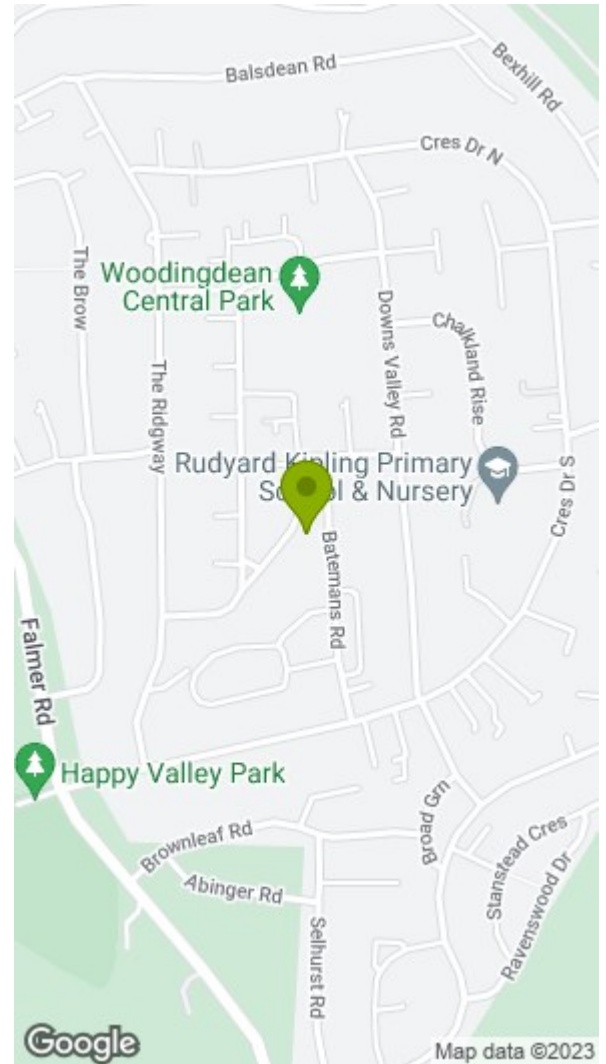 Balsdean Rd
Bexhill Rd
Cres Dr N
The Brow
Woodingdean
Central Park
Downs Valley Rd
Chalkland Rise
The Ridgway
Rudyard Kipling Primary
School & Nursery
Cres Dr S
Batemans Rd
Falmer Rd
Happy Valley Park
Broad Grn
Brownleaf Rd
Stanstead Cres
Abinger Rd
Ravenswood Dr
Selhurst Rd
Google
Map data ©2023